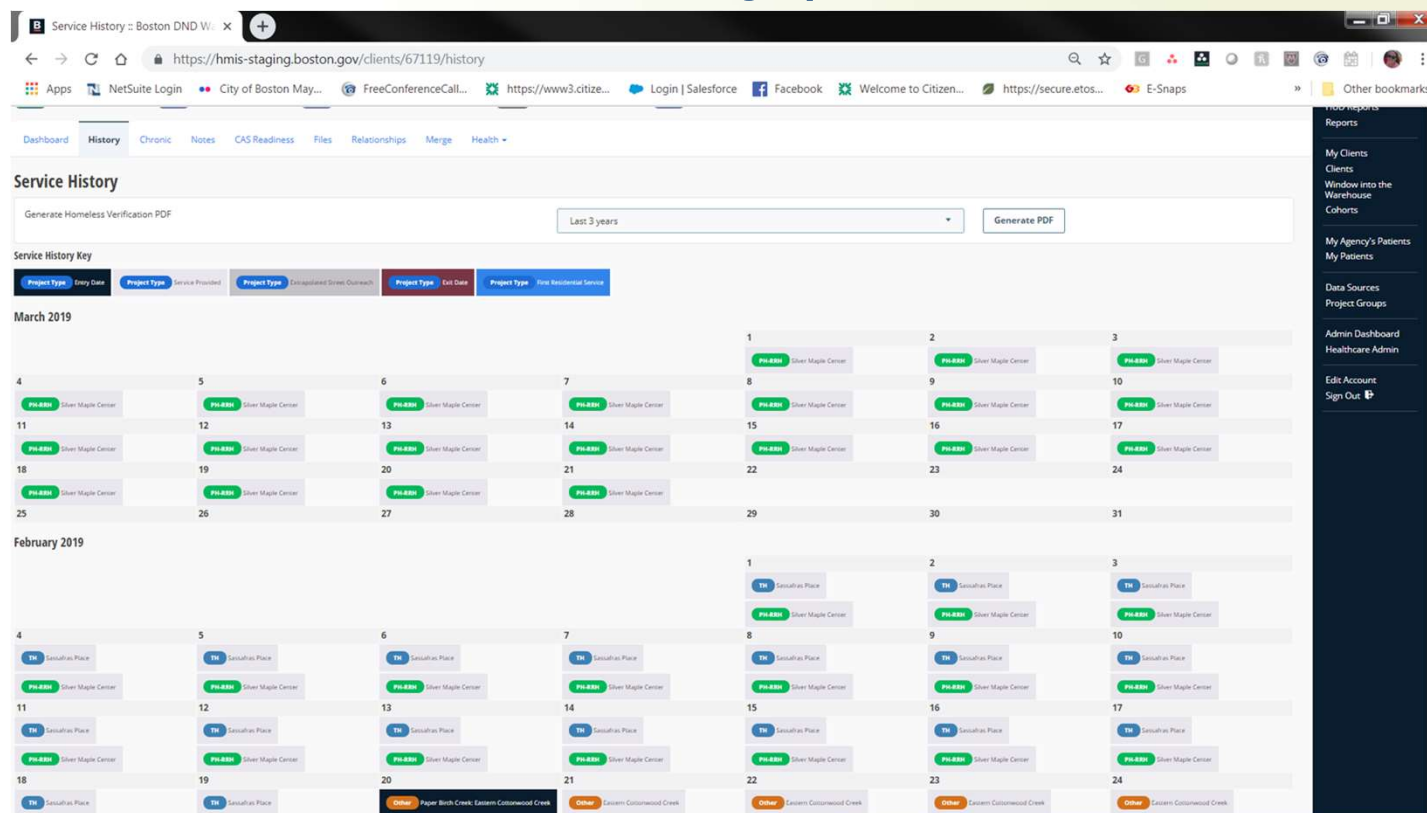 Service History :: Boston DND W
https://hmis-staging.boston.gov/clients/67119/history
Apps NetSuite Login City of Boston May... FreeConferenceCall... https://www3.citize... Login | Salesforce Facebook Welcome to Citizen... https://secure.etos... E-Snaps » Other bookmarks
HUD Reports
Reports
My Clients
Clients
Window into the
Warehouse
Cohorts
My Agency's Patients
My Patients
Data Sources
Project Groups
Admin Dashboard
Healthcare Admin
Edit Account
Sign Out
Dashboard History Chronic Notes CAS Readiness Files Relationships Merge Health
Service History
Generate Homeless Verification PDF Last 3 years Generate PDF
Service History Key
Project Type Entry Date Project Type Service Provided Project Type Extrapolated Street Outreach Project Type Exit Date Project Type First Residential Service
March 2019
1 2 3
PH-RRH Silver Maple Center PH-RRH Silver Maple Center PH-RRH Silver Maple Center
4 5 6 7 8 9 10
PH-RRH Silver Maple Center PH-RRH Silver Maple Center PH-RRH Silver Maple Center PH-RRH Silver Maple Center PH-RRH Silver Maple Center PH-RRH Silver Maple Center PH-RRH Silver Maple Center
11 12 13 14 15 16 17
PH-RRH Silver Maple Center PH-RRH Silver Maple Center PH-RRH Silver Maple Center PH-RRH Silver Maple Center PH-RRH Silver Maple Center PH-RRH Silver Maple Center PH-RRH Silver Maple Center
18 19 20 21 22 23 24
PH-RRH Silver Maple Center PH-RRH Silver Maple Center PH-RRH Silver Maple Center PH-RRH Silver Maple Center
25 26 27 28 29 30 31
February 2019
1 2 3
TH Sassafras Place TH Sassafras Place TH Sassafras Place
PH-RRH Silver Maple Center PH-RRH Silver Maple Center PH-RRH Silver Maple Center
4 5 6 7 8 9 10
TH Sassafras Place TH Sassafras Place TH Sassafras Place TH Sassafras Place TH Sassafras Place TH Sassafras Place TH Sassafras Place
PH-RRH Silver Maple Center PH-RRH Silver Maple Center PH-RRH Silver Maple Center PH-RRH Silver Maple Center PH-RRH Silver Maple Center PH-RRH Silver Maple Center PH-RRH Silver Maple Center
11 12 13 14 15 16 17
TH Sassafras Place TH Sassafras Place TH Sassafras Place TH Sassafras Place TH Sassafras Place TH Sassafras Place TH Sassafras Place
PH-RRH Silver Maple Center PH-RRH Silver Maple Center PH-RRH Silver Maple Center PH-RRH Silver Maple Center PH-RRH Silver Maple Center PH-RRH Silver Maple Center PH-RRH Silver Maple Center
18 19 20 21 22 23 24
TH Sassafras Place TH Sassafras Place Other Paper Birch Creek: Eastern Cottonwood Creek Other Eastern Cottonwood Creek Other Eastern Cottonwood Creek Other Eastern Cottonwood Creek Other Eastern Cottonwood Creek